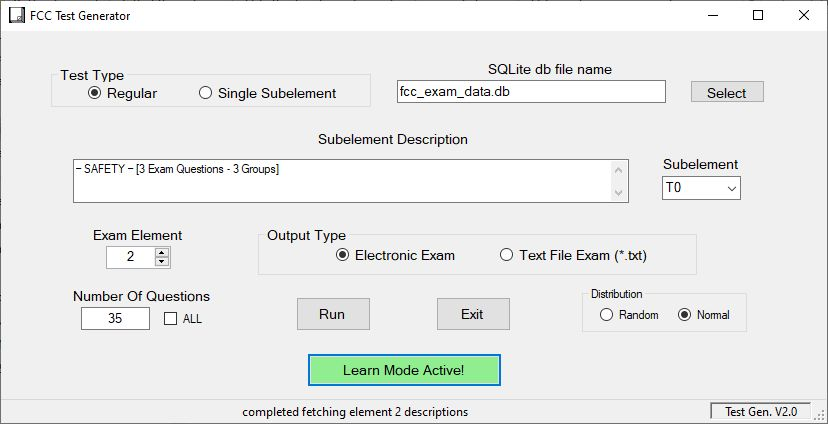 FCC Test Generator
Test Type
Regular
Single Subelement
SQLite db file name
fcc_exam_data.db
Select
Subelement Description
– SAFETY – [3 Exam Questions - 3 Groups]
Subelement
T0
Exam Element
2
Output Type
Electronic Exam
Text File Exam (*.txt)
Number Of Questions
35
ALL
Run
Exit
Distribution
Random
Normal
Learn Mode Active!
completed fetching element 2 descriptions
Test Gen. V2.0